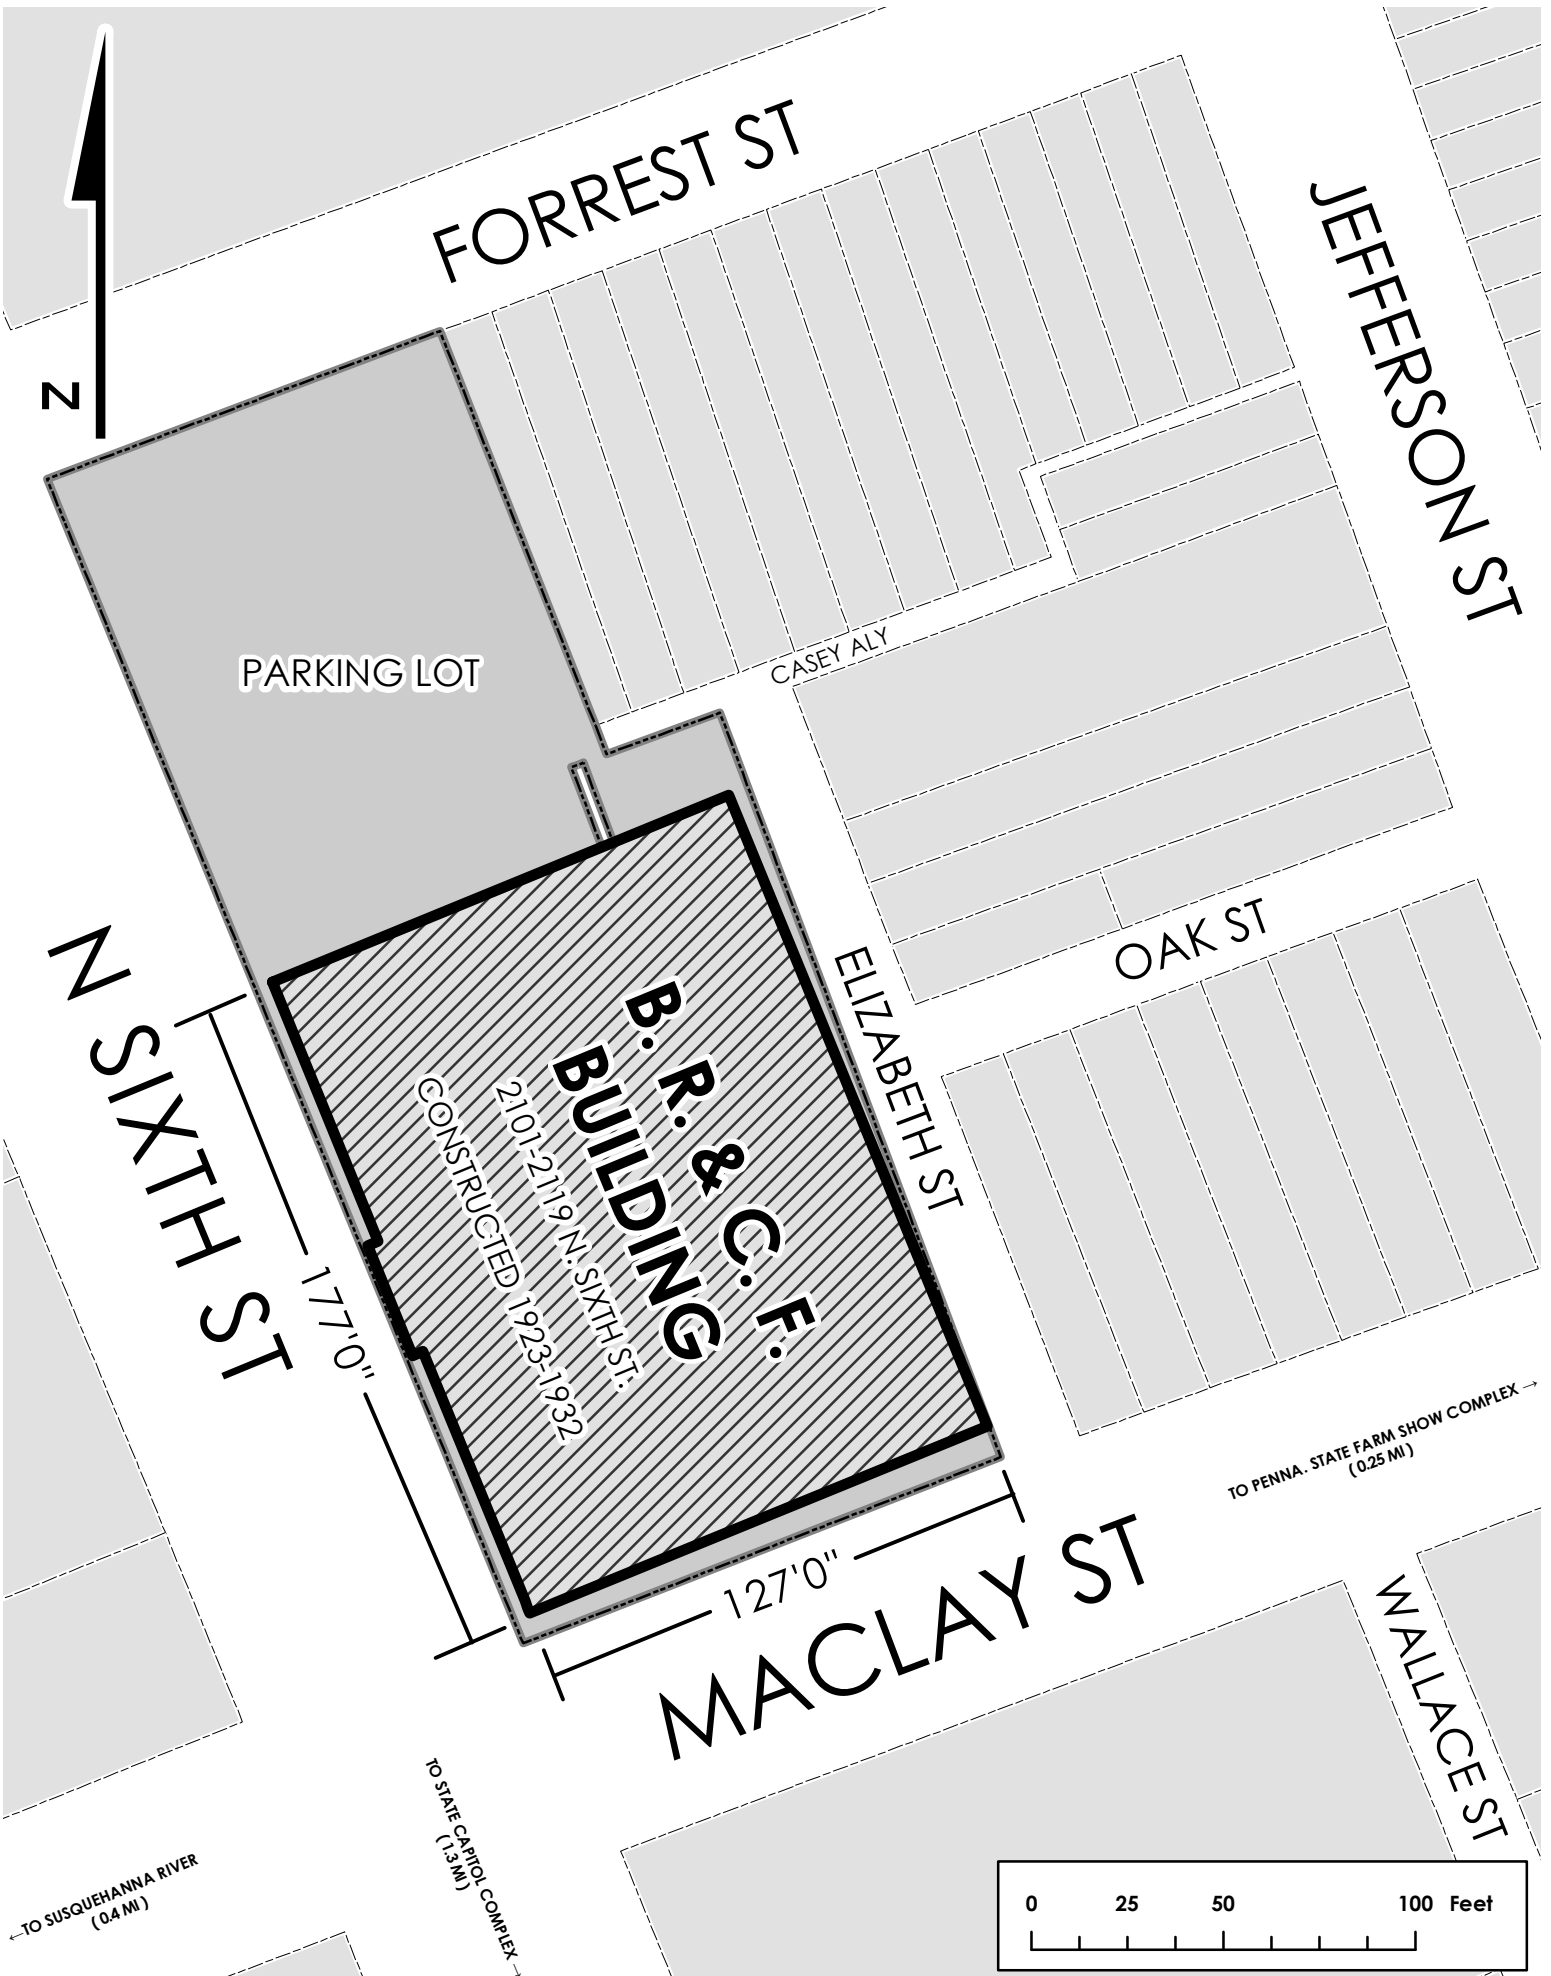 FORREST ST
JEFFERSON ST
N
PARKING LOT
CASEY ALY
OAK ST
ELIZABETH ST
N SIXTH ST
B. R. & C. F.
BUILDING
2101-2119 N. SIXTH ST.
CONSTRUCTED 1923-1932
177'0"
127'0"
MACLAY ST
TO PENNA. STATE FARM SHOW COMPLEX →
(0.25 MI)
WALLACE ST
TO STATE CAPITOL COMPLEX →
(1.3 MI)
←TO SUSQUEHANNA RIVER
(0.4 MI)
0 25 50 100 Feet